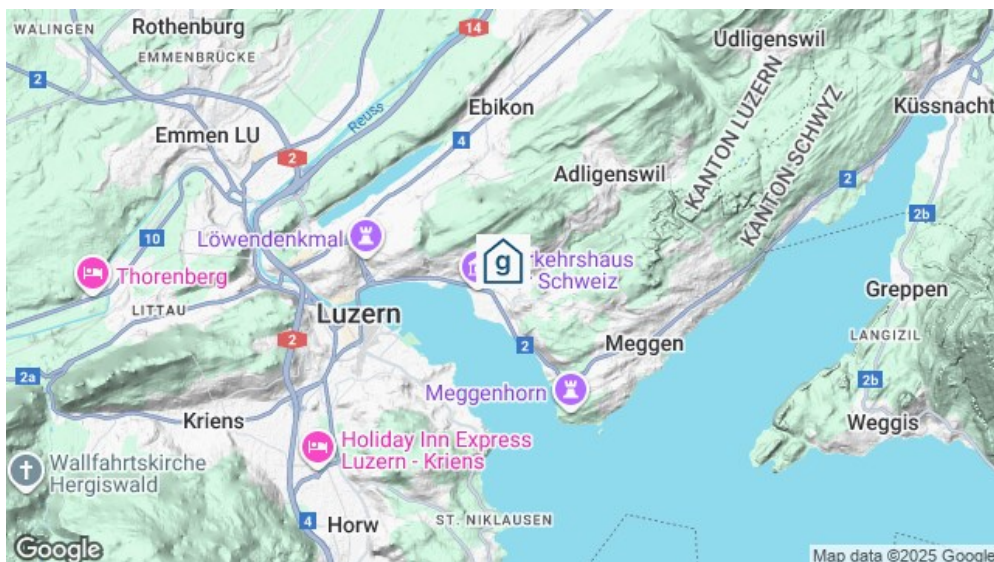 WALINGEN
Rothenburg
14
Udligenswil
EMMENBRÜCKE
2
Reuss
Ebikon
Küssnacht
KANTON LUZERN
KANTON SCHWYZ
Emmen LU
4
2
Adligenswil
2
2b
10
Löwendenkmal
rkehrshaus
Schweiz
g
Thorenberg
Greppen
LITTAU
Luzern
2
2
Meggen
LANGIZIL
2a
Meggenhorn
2b
Kriens
Weggis
Holiday Inn Express
Luzern - Kriens
Wallfahrtskirche
Hergiswald
4
Horw
ST. NIKLAUSEN
Google
Map data ©2025 Google